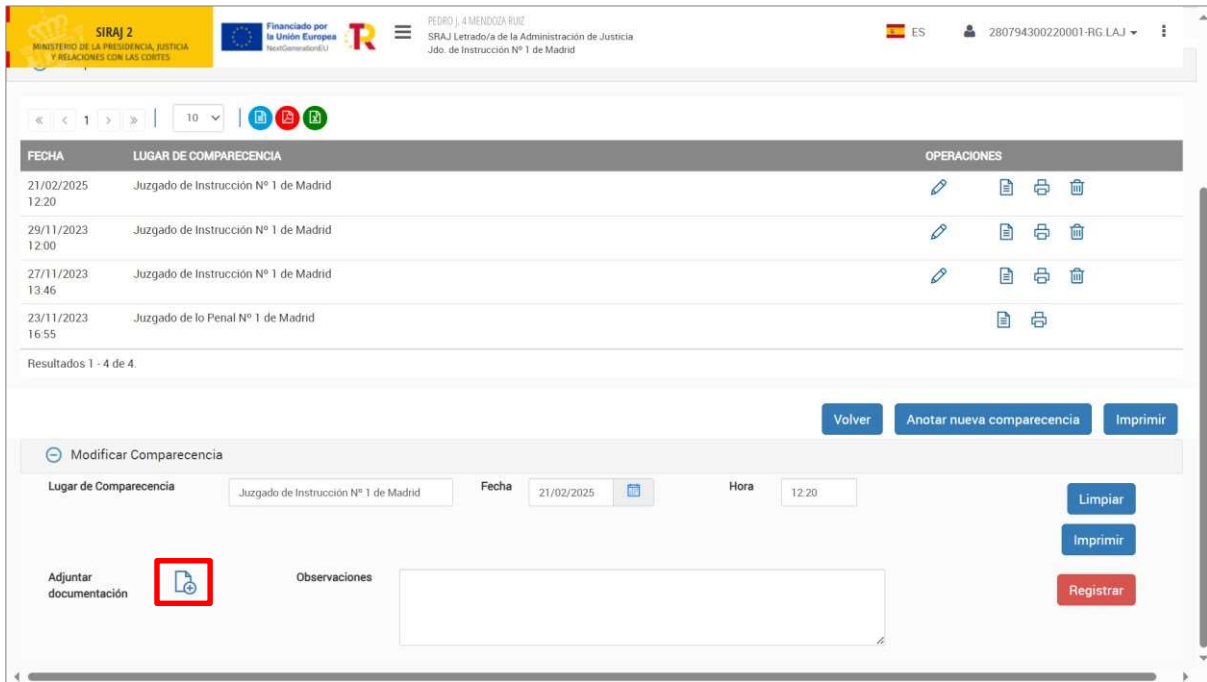 SIRAJ 2
MINISTERIO DE LA PRESIDENCIA, JUSTICIA
Y RELACIONES CON LAS CORTES
Financiado por
la Unión Europea
NextGenerationEU
PEDRO J. 4 MENDOZA RUIZ
SRAJ Letrado/a de la Administración de Justicia
Jdo. de Instrucción Nº 1 de Madrid
ES
280794300220001-RG.LAJ
« < 1 > » 10
FECHA LUGAR DE COMPARECENCIA OPERACIONES
21/02/2025 Juzgado de Instrucción Nº 1 de Madrid
12:20
29/11/2023 Juzgado de Instrucción Nº 1 de Madrid
12:00
27/11/2023 Juzgado de Instrucción Nº 1 de Madrid
13:46
23/11/2023 Juzgado de lo Penal Nº 1 de Madrid
16:55
Resultados 1 - 4 de 4.
Volver Anotar nueva comparecencia Imprimir
Modificar Comparecencia
Lugar de Comparecencia Juzgado de Instrucción Nº 1 de Madrid Fecha 21/02/2025 Hora 12:20
Limpiar
Imprimir
Adjuntar
documentación
Observaciones
Registrar